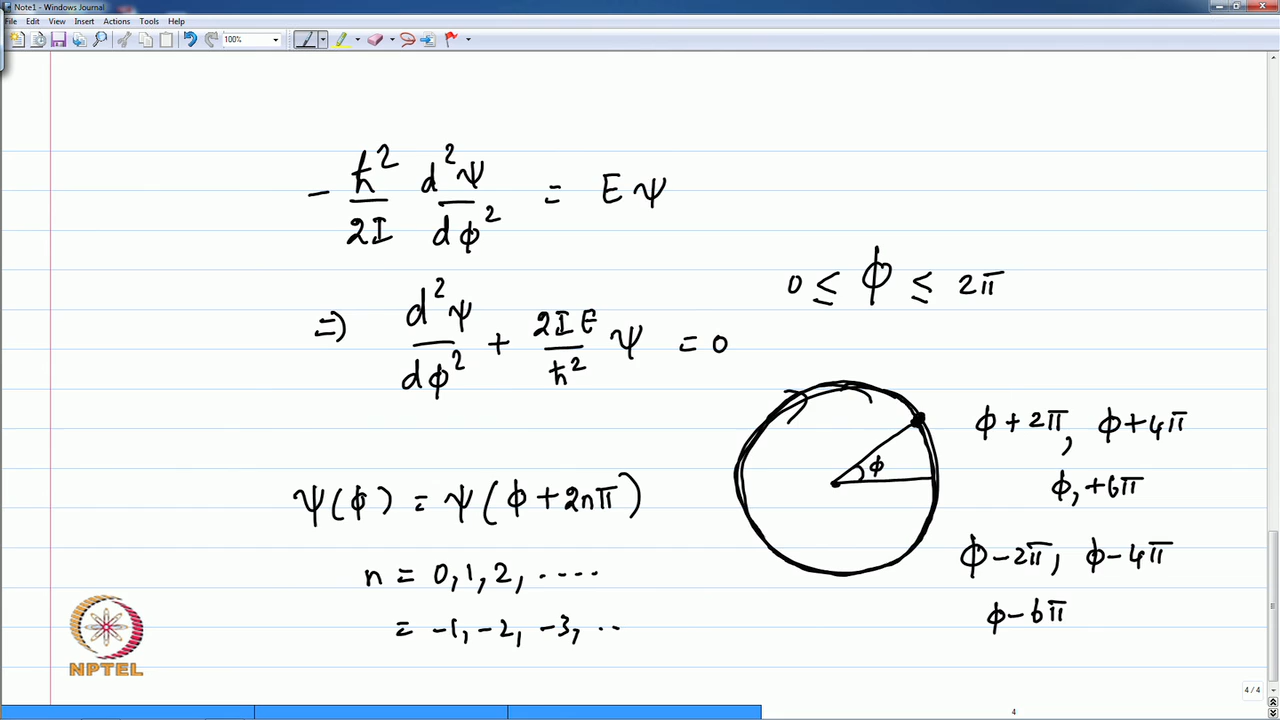 Note1 - Windows Journal
File Edit View Insert Actions Tools Help
100%
- ħ²/2I d²Ψ/dϕ² = EΨ
0 ≤ ϕ ≤ 2π
⇒ d²Ψ/dϕ² + 2IE/ħ² Ψ = 0
ϕ
ϕ+2π, ϕ+4π
ϕ,+6π
Ψ(ϕ) = Ψ(ϕ+2nπ)
ϕ-2π, ϕ-4π
n = 0,1,2, .....
ϕ-6π
= -1, -2, -3, ..
NPTEL
4 / 4
4